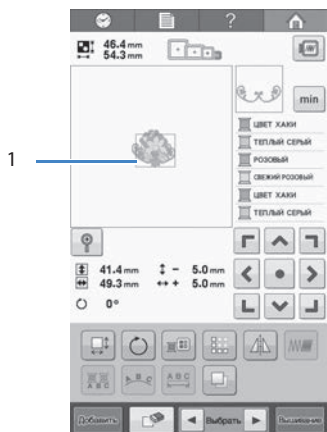 ?
46.4 mm
54.3 mm
min
ЦВЕТ ХАКИ
ТЕПЛЫЙ СЕРЫЙ
РОЗОВЫЙ
СВЕЖИЙ РОЗОВЫЙ
ЦВЕТ ХАКИ
ТЕПЛЫЙ СЕРЫЙ
1
41.4 mm
- 5.0 mm
49.3 mm
+ 5.0 mm
0°
A B C
A B C
A B C
Добавить
Выбрать
Вышивание